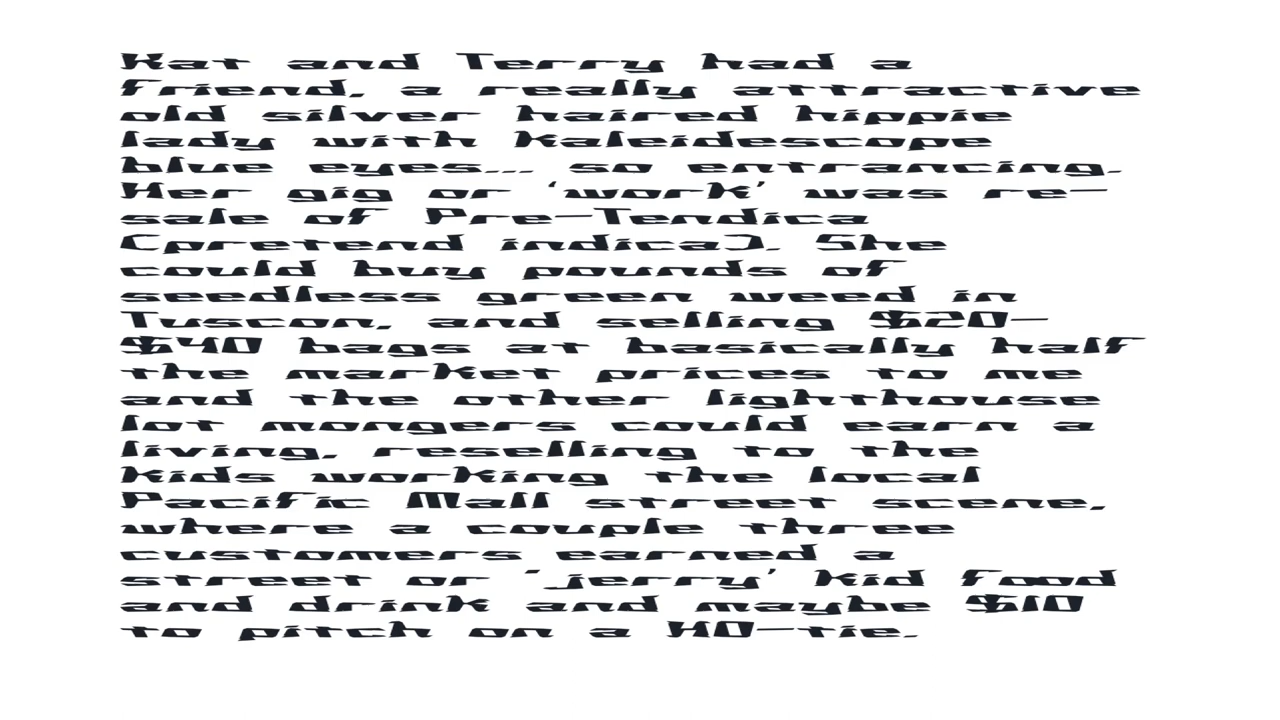 Kat and Terry had a
friend, a really attractive
old silver haired hippie
lady with kaleidescope
blue eyes... so entrancing.
Her gig or 'work' was re-
sale of Pre-Tendica
(pretend indica). She
could buy pounds of
seedless green weed in
Tuscon, and selling $20-
$40 bags at basically half
the market prices to me
and the other lighthouse
lot mongers could earn a
living, reselling to the
kids working the local
Pacific Mall street scene,
where a couple three
customers earned a
street or 'jerry' kid food
and drink and maybe $10
to pitch on a HO-tie.